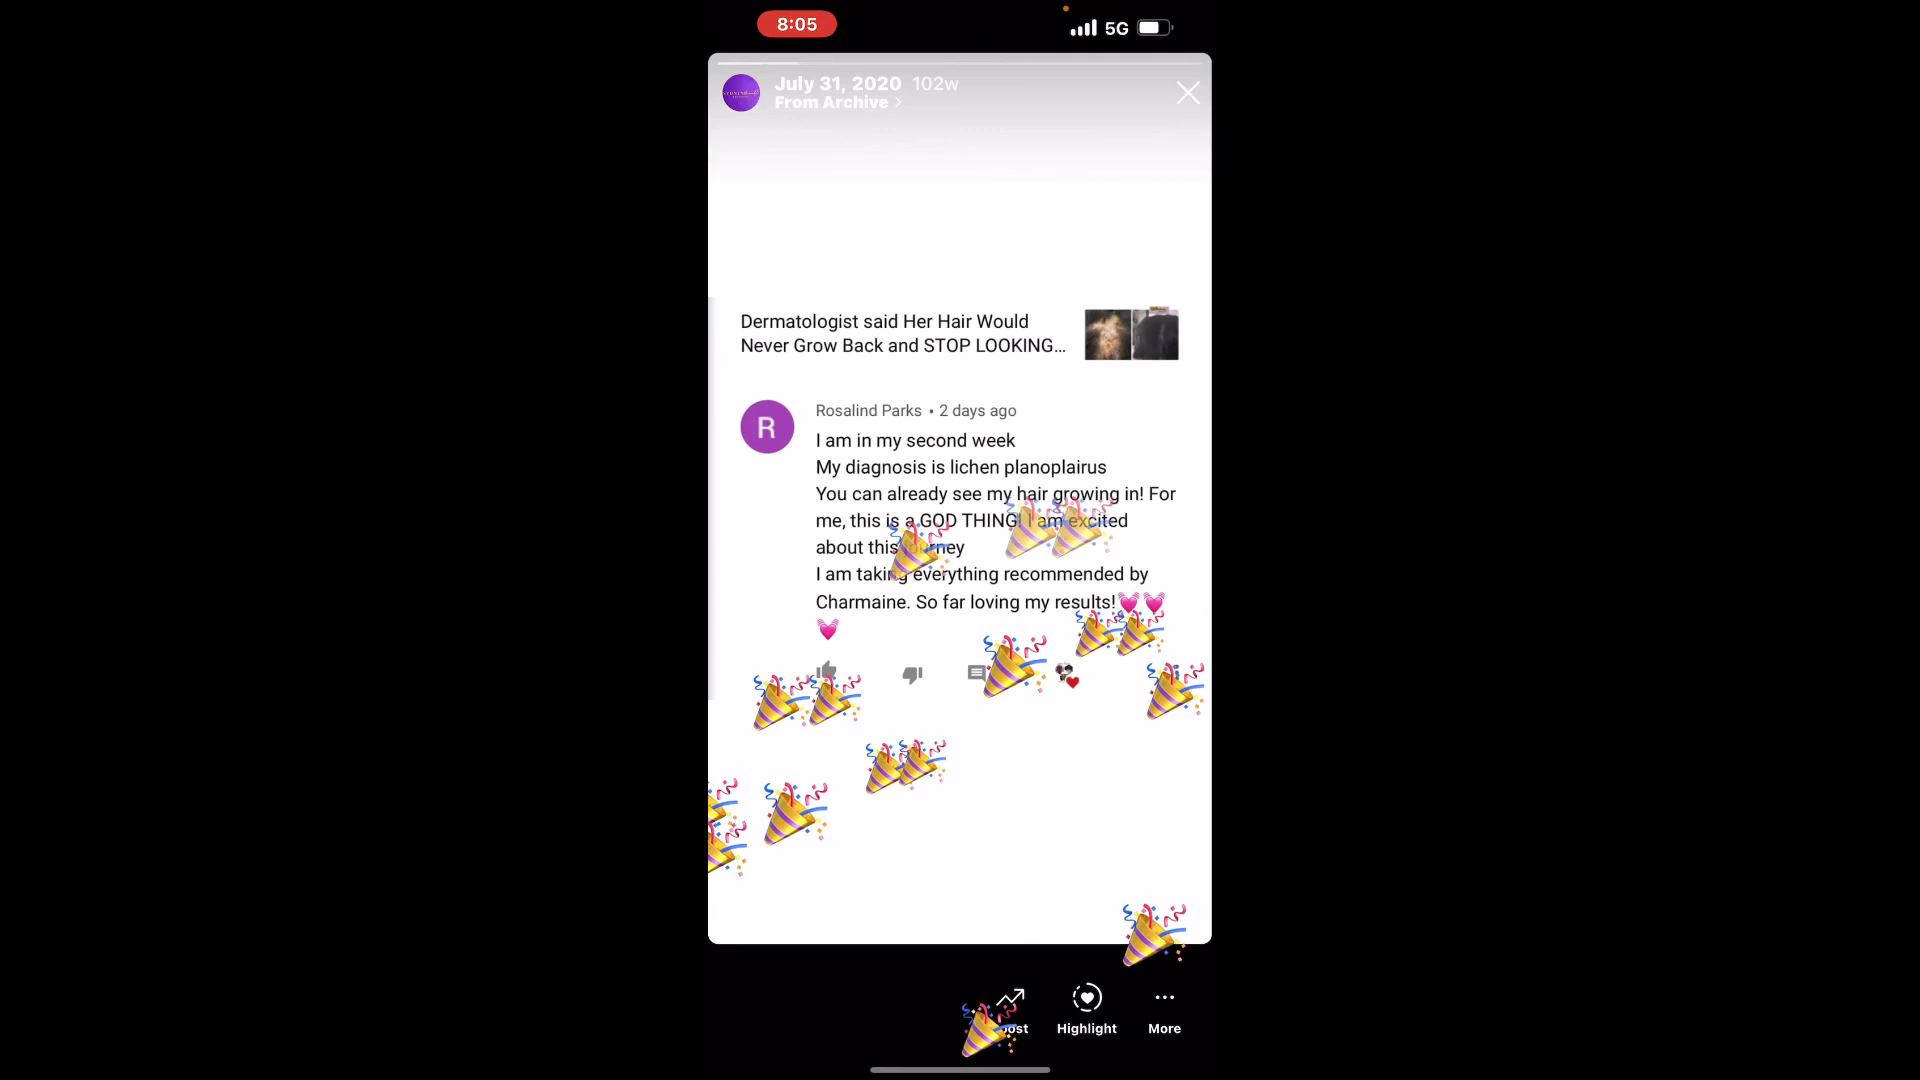 8:05
5G
July 31, 2020 102w
From Archive >
Dermatologist said Her Hair Would
Never Grow Back and STOP LOOKING...
R
Rosalind Parks • 2 days ago
I am in my second week
My diagnosis is lichen planoplairus
You can already see my hair growing in! For
me, this is a GOD THING! I am excited
about this journey
I am taking everything recommended by
Charmaine. So far loving my results!💓💓
💓
Highlight
More